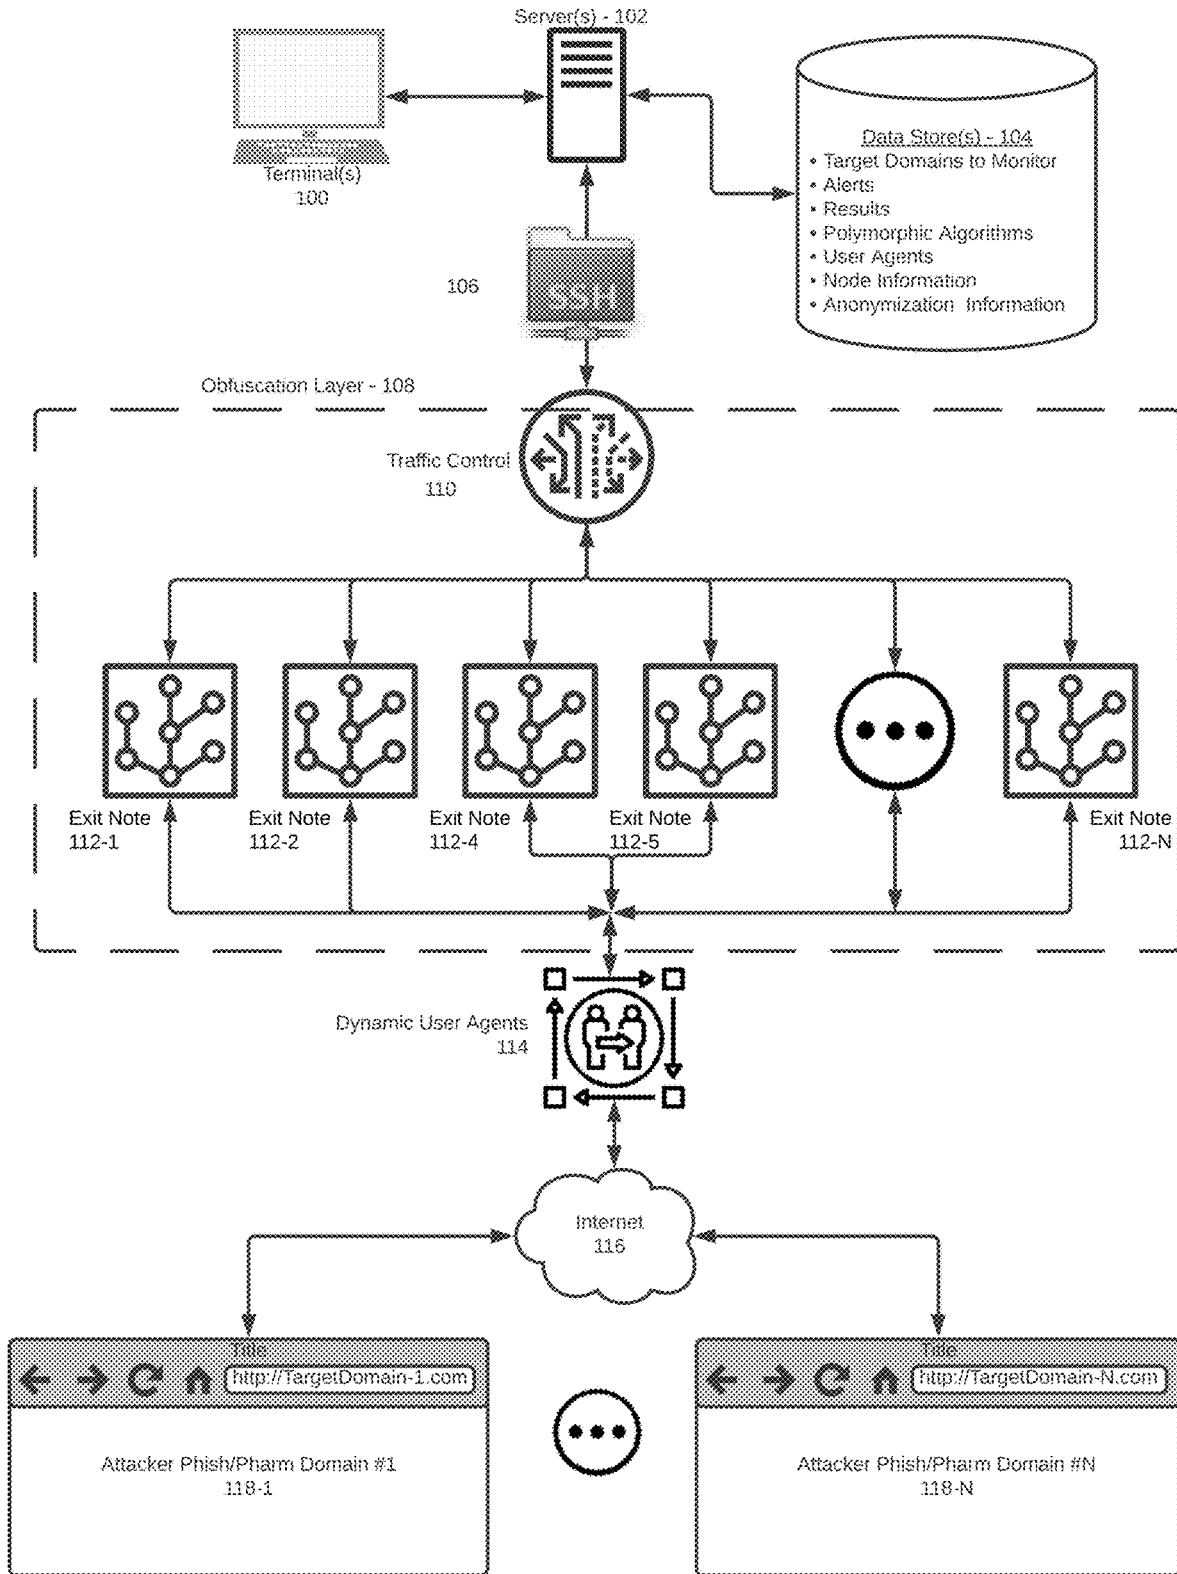 Server(s) - 102
Terminal(s)
100
Data Store(s) - 104
• Target Domains to Monitor
• Alerts
• Results
• Polymorphic Algorithms
• User Agents
• Node Information
• Anonymization Information
106
SSH
Obfuscation Layer - 108
Traffic Control
110
Exit Note
112-1
Exit Note
112-2
Exit Note
112-4
Exit Note
112-5
Exit Note
112-N
Dynamic User Agents
114
Internet
116
Title
http://TargetDomain-1.com
Attacker Phish/Pharm Domain #1
118-1
Title
http://TargetDomain-N.com
Attacker Phish/Pharm Domain #N
118-N